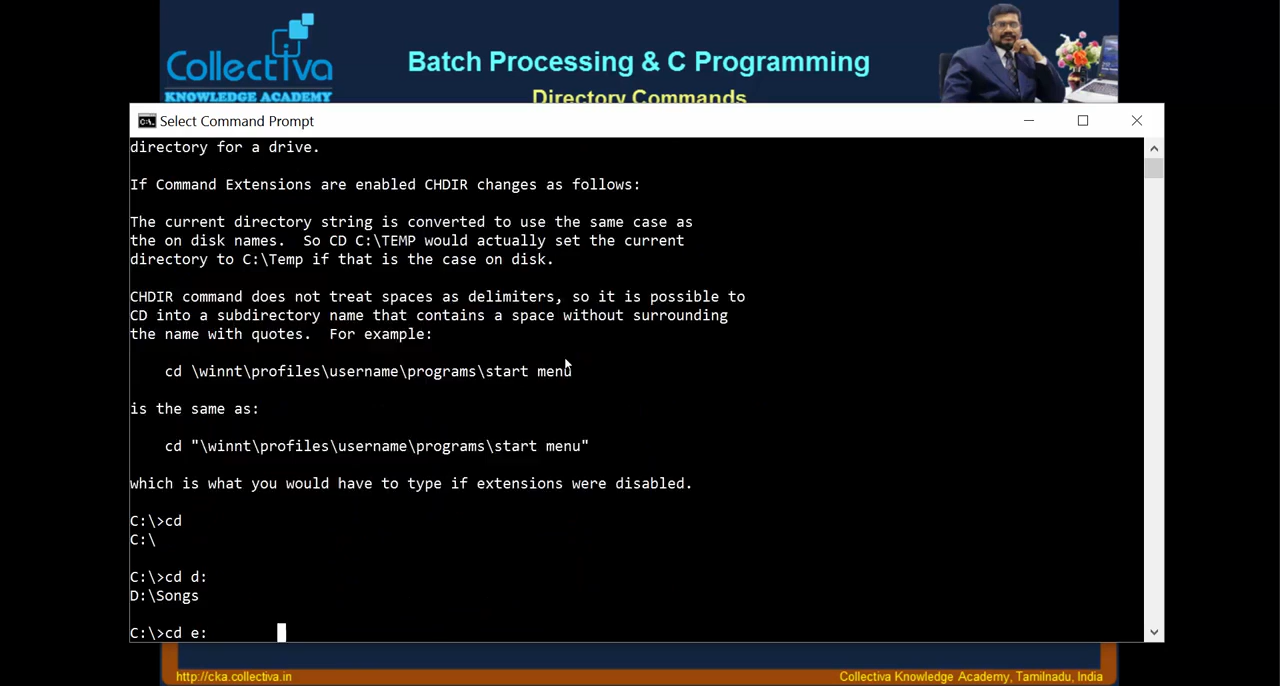 Collectiva
KNOWLEDGE ACADEMY
Batch Processing & C Programming
Directory Commands
C:\.
Select Command Prompt
directory for a drive.
If Command Extensions are enabled CHDIR changes as follows:
The current directory string is converted to use the same case as
the on disk names.  So CD C:\TEMP would actually set the current
directory to C:\Temp if that is the case on disk.
CHDIR command does not treat spaces as delimiters, so it is possible to
CD into a subdirectory name that contains a space without surrounding
the name with quotes.  For example:
cd \winnt\profiles\username\programs\start menu
is the same as:
cd "\winnt\profiles\username\programs\start menu"
which is what you would have to type if extensions were disabled.
C:\>cd
C:\
C:\>cd d:
D:\Songs
C:\>cd e:
http://cka.collectiva.in
Collectiva Knowledge Academy, Tamilnadu, India